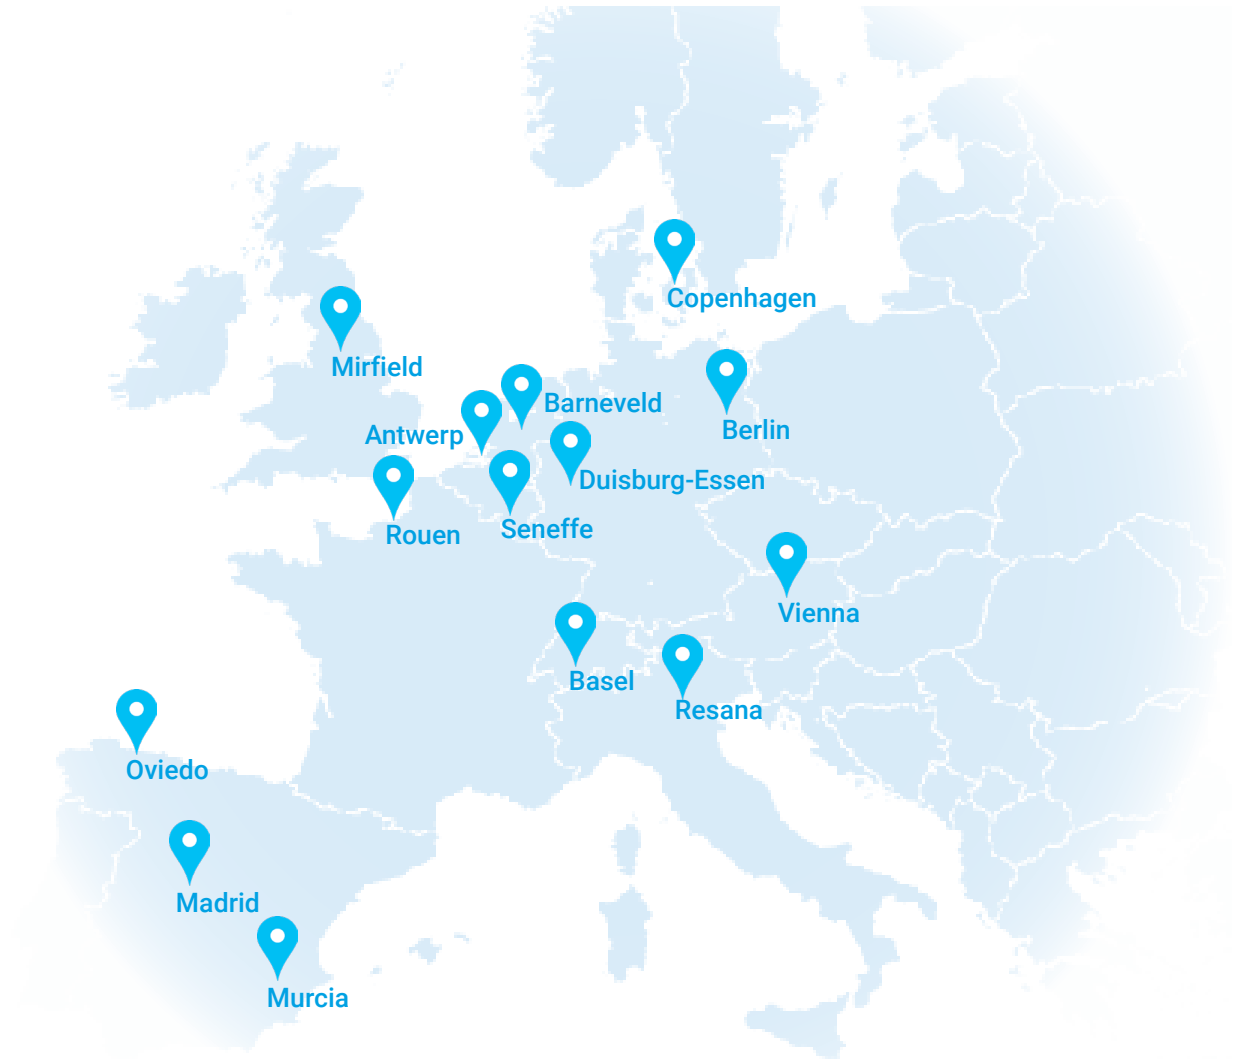 Copenhagen
Mirfield
Barneveld
Antwerp
Berlin
Duisburg-Essen
Rouen
Seneffe
Vienna
Basel
Resana
Oviedo
Madrid
Murcia